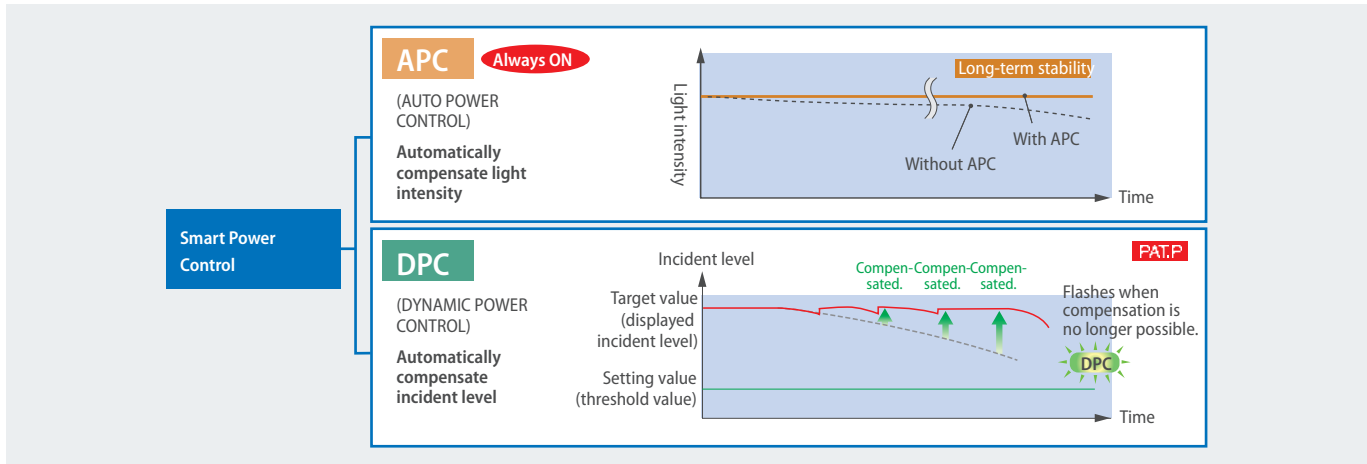 Smart Power
Control
APC
Always ON
(AUTO POWER
CONTROL)
Automatically
compensate light
intensity
Light intensity
Long-term stability
With APC
Without APC
Time
DPC
(DYNAMIC POWER
CONTROL)
Automatically
compensate
incident level
PAT.P
Incident level
Target value
(displayed
incident level)
Setting value
(threshold value)
Compen-
sated.
Compen-
sated.
Compen-
sated.
Flashes when
compensation is
no longer possible.
DPC
Time